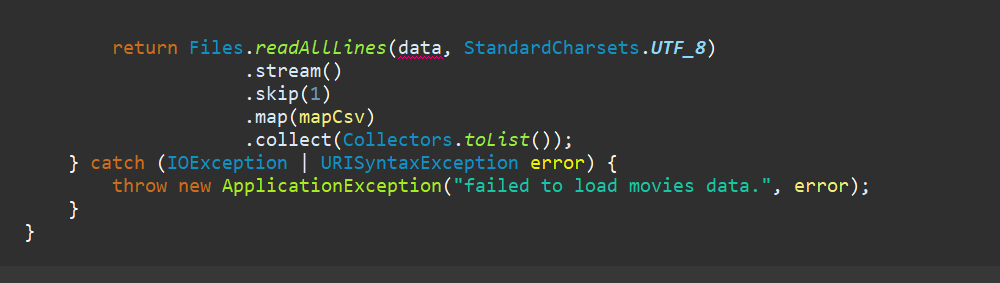 return Files.readAllLines(data, StandardCharsets.UTF_8)
.stream()
.skip(1)
.map(mapCsv)
.collect(Collectors.toList());
} catch (IOException | URISyntaxException error) {
throw new ApplicationException("failed to load movies data.", error);
}
}